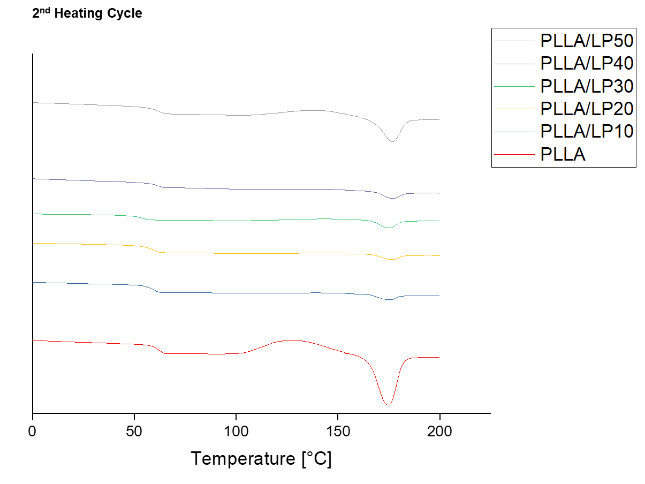 2nd Heating Cycle
PLLA/LP50
PLLA/LP40
PLLA/LP30
PLLA/LP20
PLLA/LP10
PLLA
0 50 100 150 200
Temperature [°C]